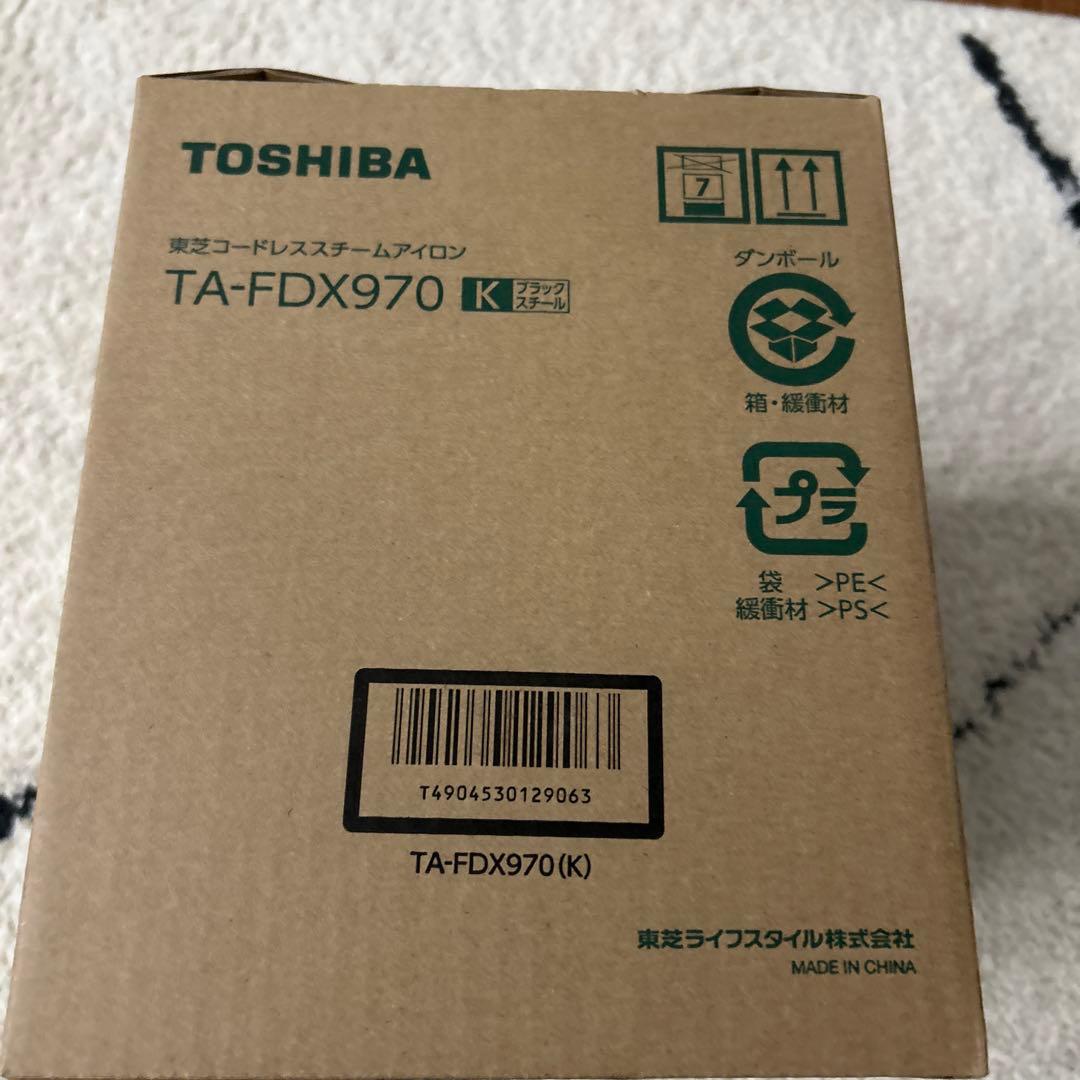 TOSHIBA
東芝コードレススチームアイロン
TA-FDX970 K ブラックスチール
7
ダンボール
箱・緩衝材
プラ
袋 >PE<
緩衝材 >PS<
T4904530129063
TA-FDX970(K)
東芝ライフスタイル株式会社
MADE IN CHINA